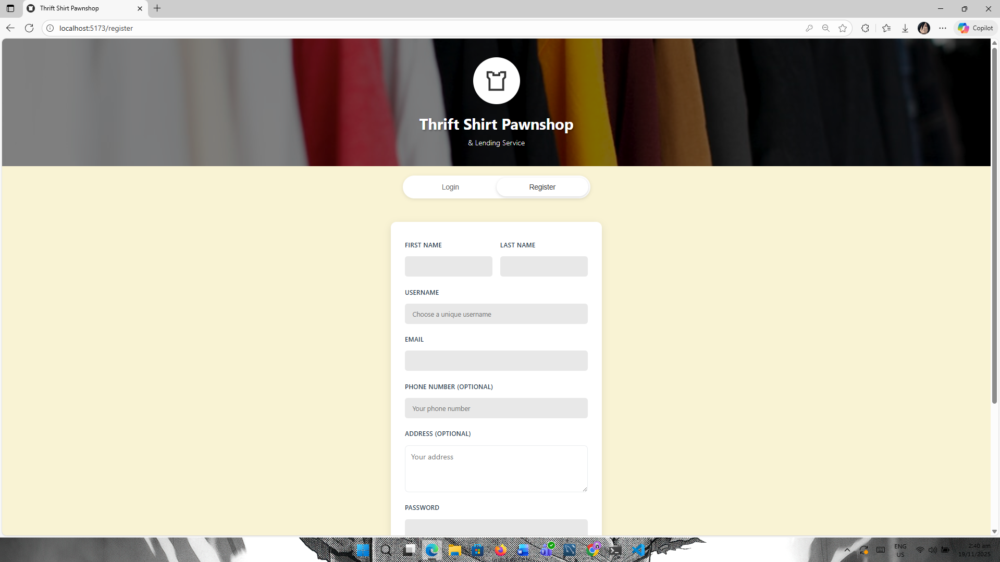 Thrift Shirt Pawnshop
localhost:5173/register
Copilot
Thrift Shirt Pawnshop
& Lending Service
Login
Register
FIRST NAME
LAST NAME
USERNAME
Choose a unique username
EMAIL
PHONE NUMBER (OPTIONAL)
Your phone number
ADDRESS (OPTIONAL)
Your address
PASSWORD
ENG
US
2:40 am
19/11/2025